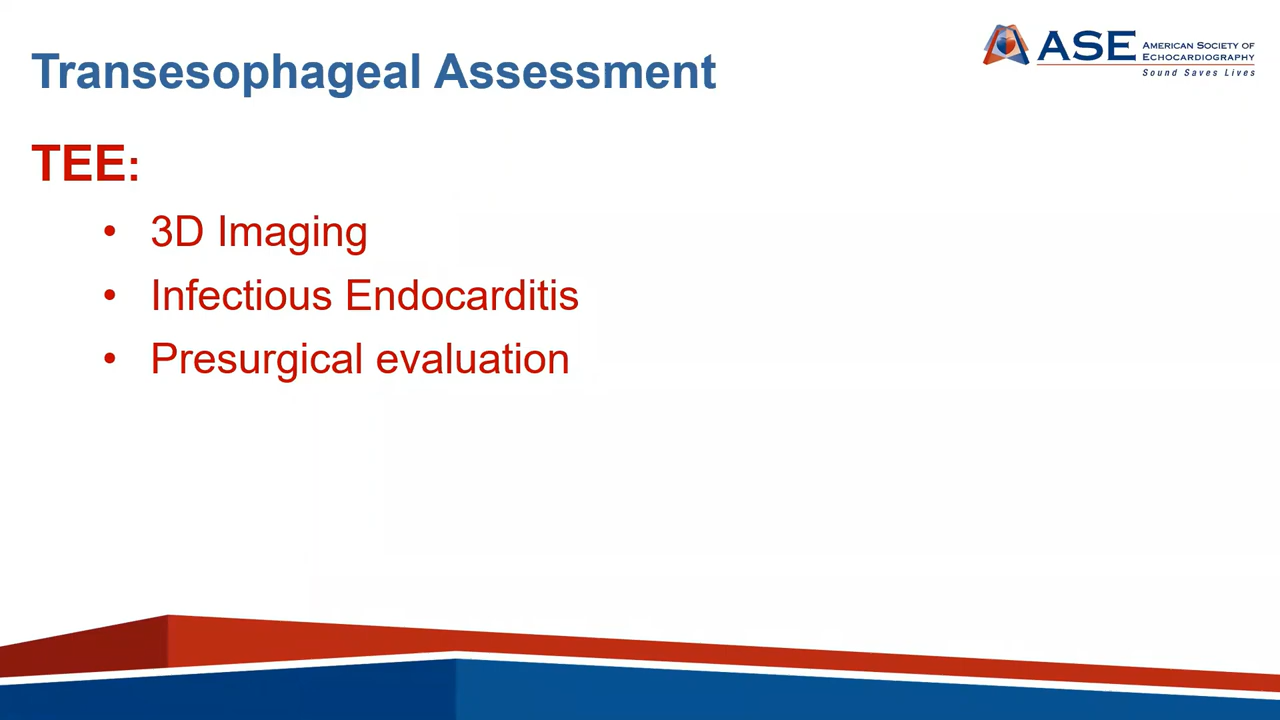 Transesophageal Assessment
ASE
AMERICAN SOCIETY OF
ECHOCARDIOGRAPHY
Sound Saves Lives
TEE:
• 3D Imaging
• Infectious Endocarditis
• Presurgical evaluation